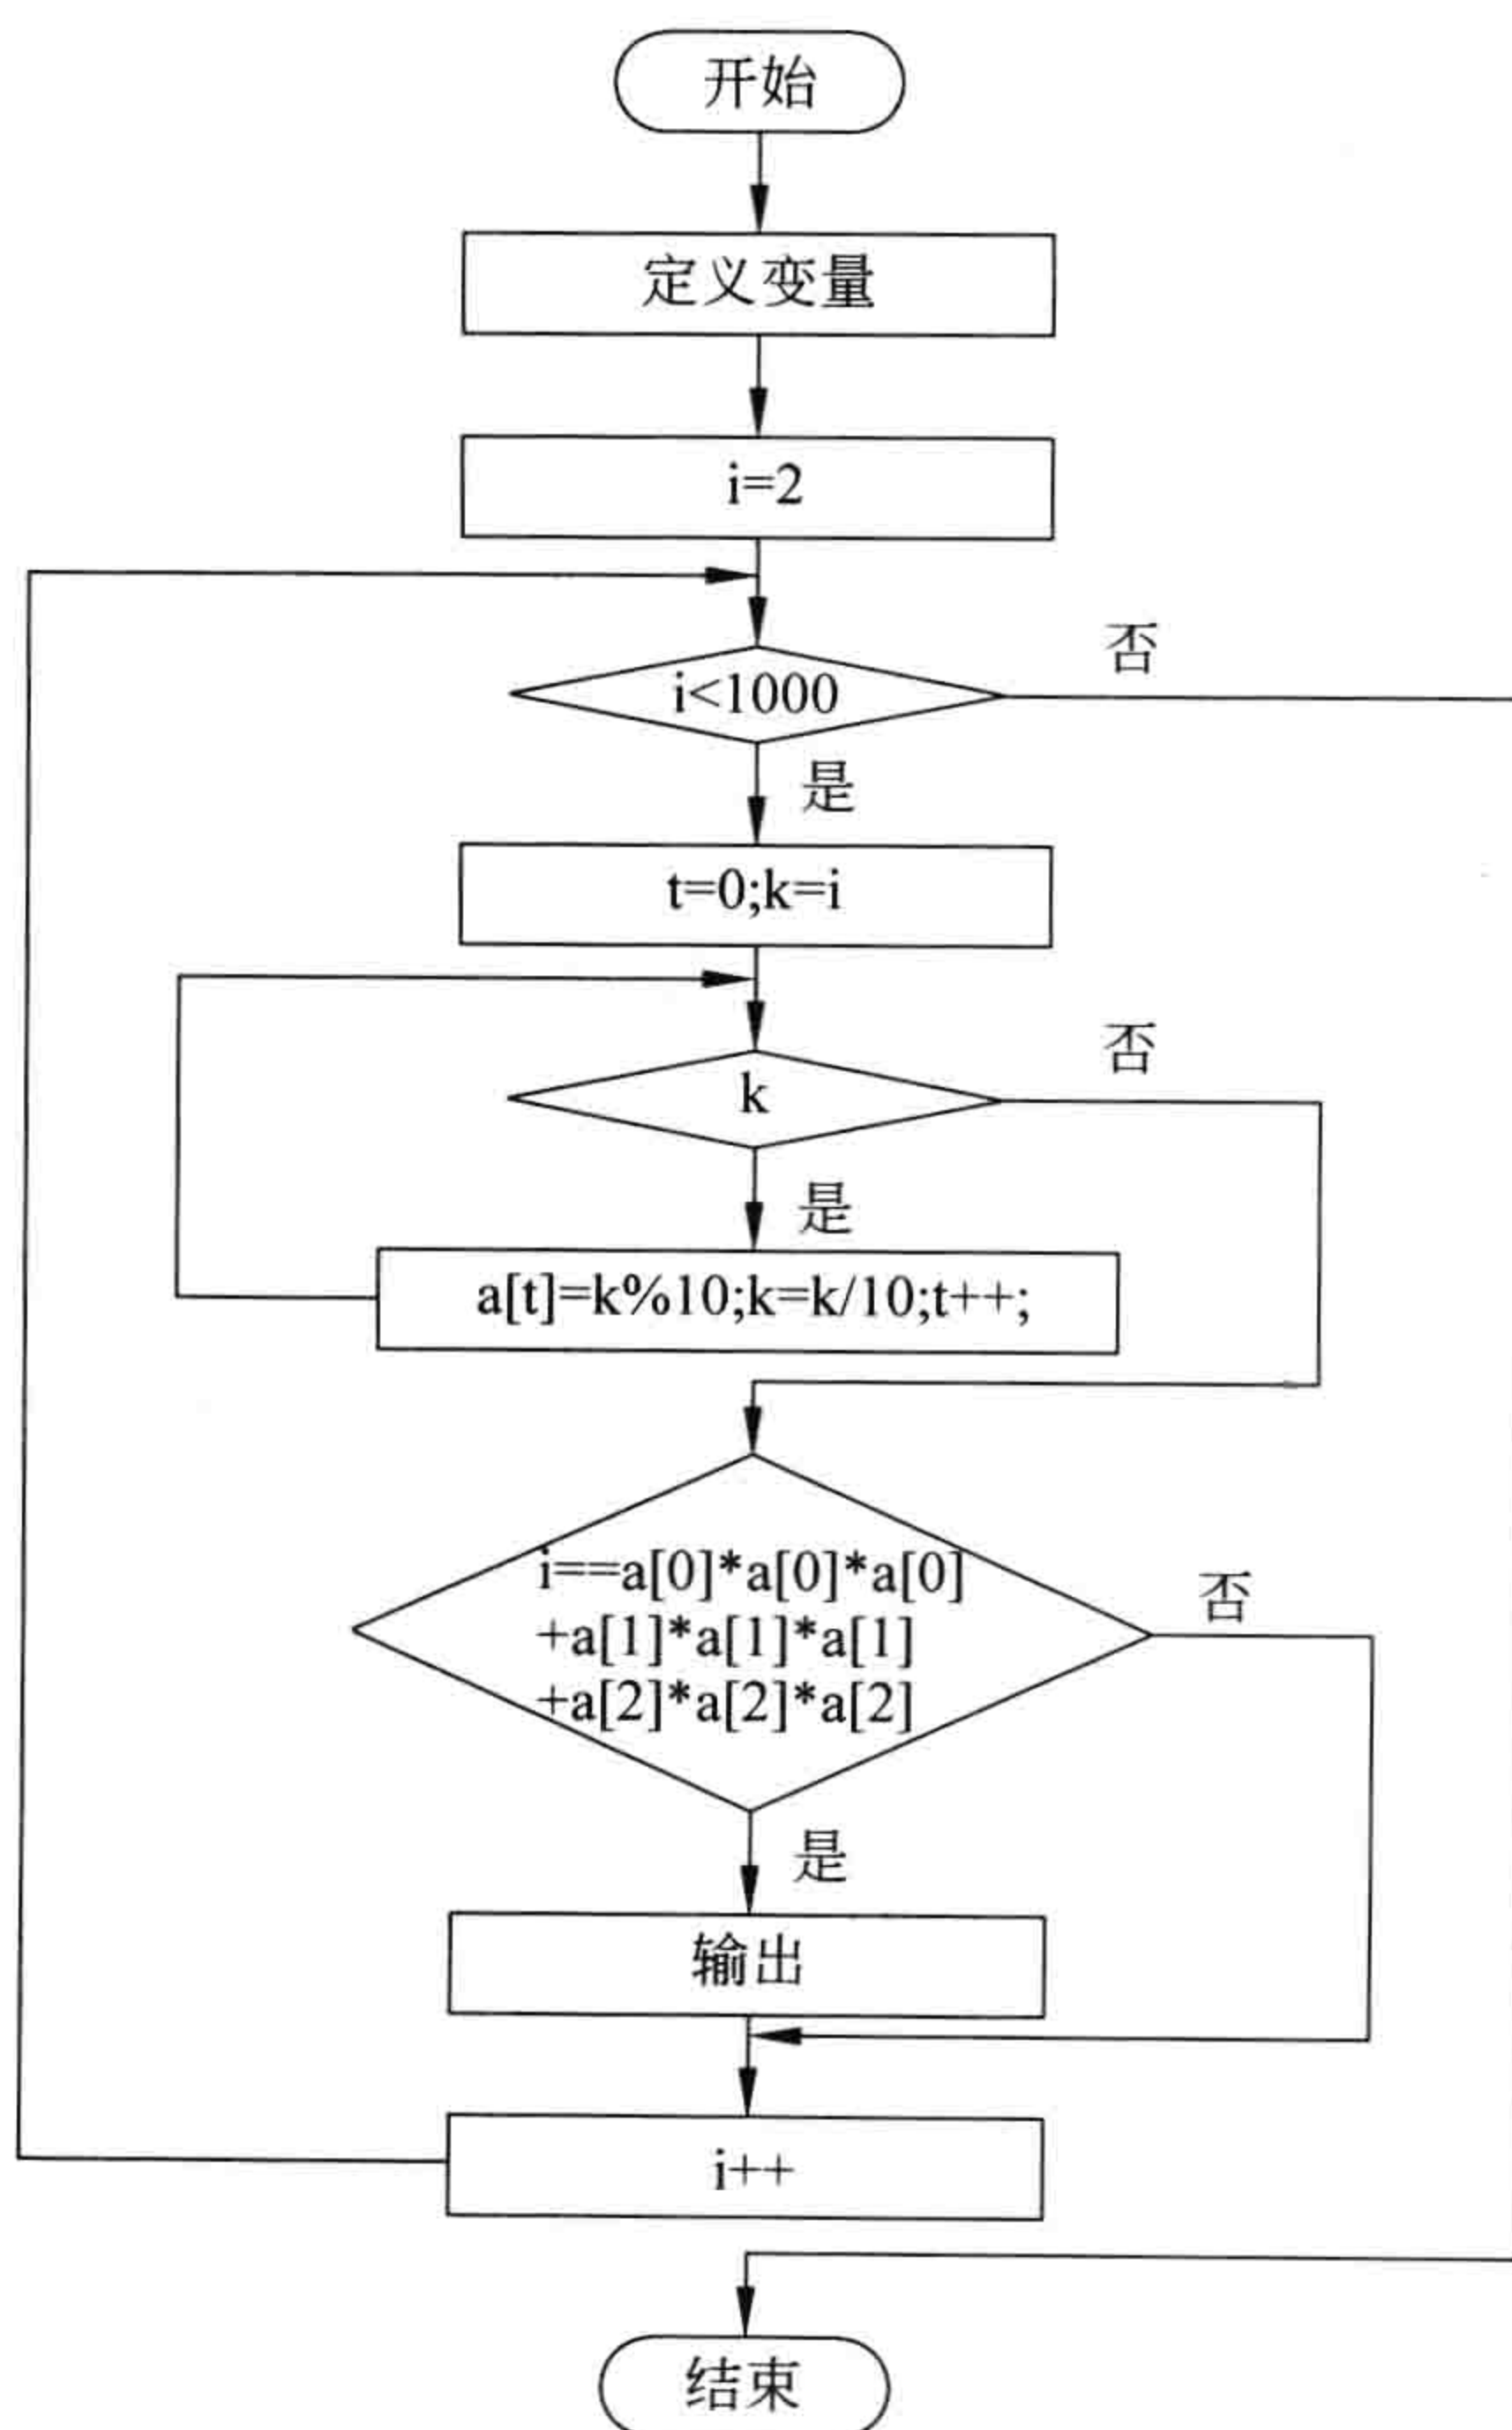 开始
定义变量
i=2
i<1000
否
是
t=0;k=i
k
否
是
a[t]=k%10;k=k/10;t++;
i==a[0]*a[0]*a[0]
+a[1]*a[1]*a[1]
+a[2]*a[2]*a[2]
否
是
输出
i++
结束